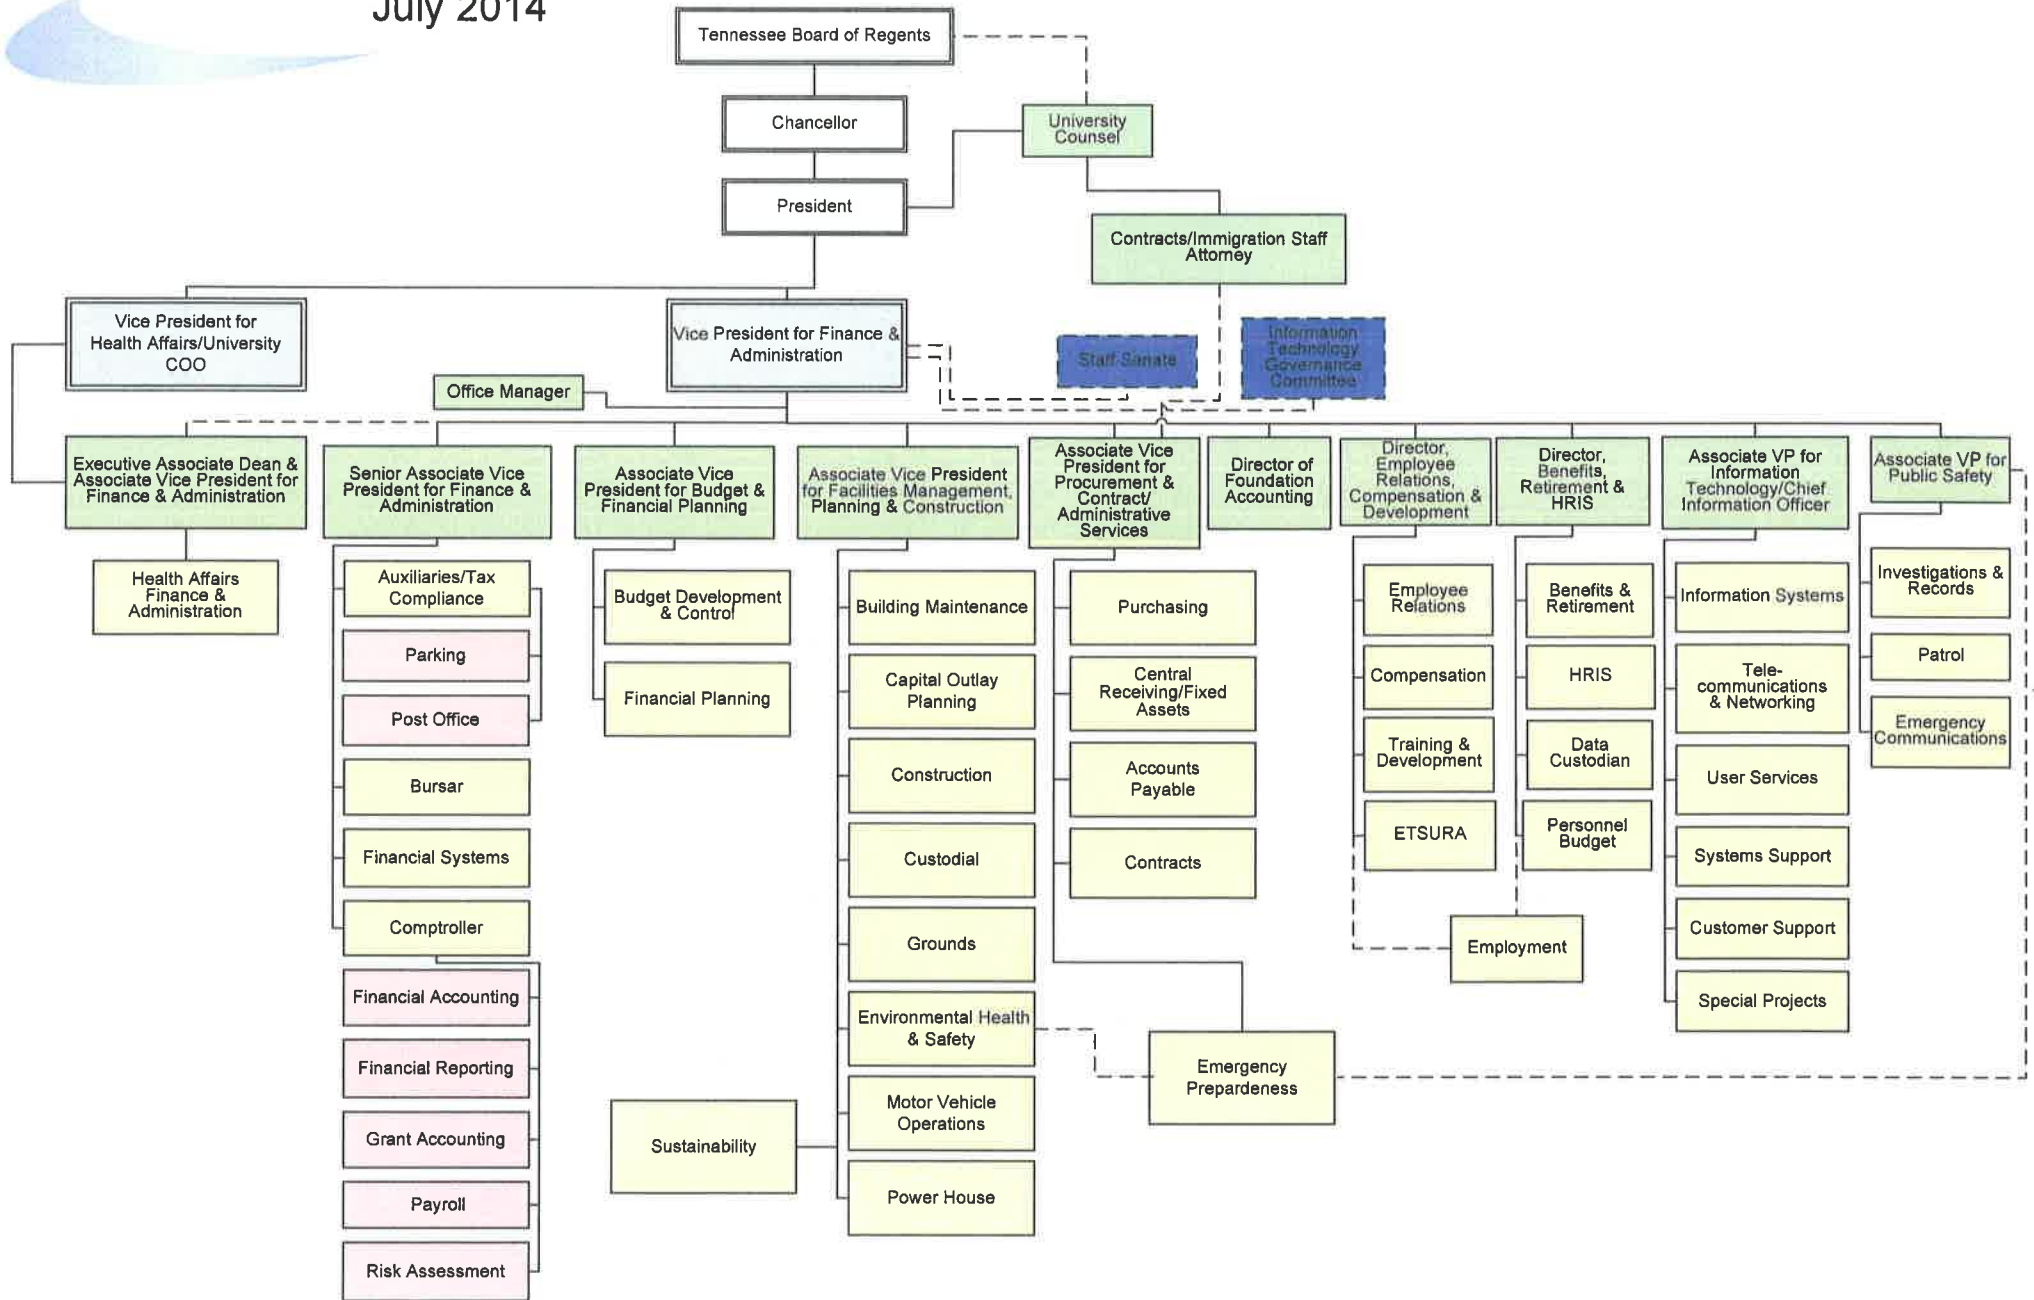 July 2014
Tennessee Board of Regents
Chancellor
University
Counsel
President
Contracts/Immigration Staff
Attorney
Vice President for
Health Affairs/University
COO
Vice President for Finance &
Administration
Staff Senate
Information
Technology
Governance
Committee
Office Manager
Executive Associate Dean &
Associate Vice President for
Finance & Administration
Senior Associate Vice
President for Finance &
Administration
Associate Vice
President for Budget &
Financial Planning
Associate Vice President
for Facilities Management,
Planning & Construction
Associate Vice
President for
Procurement &
Contract/
Administrative
Services
Director of
Foundation
Accounting
Director,
Employee
Relations,
Compensation &
Development
Director,
Benefits,
Retirement &
HRIS
Associate VP for
Information
Technology/Chief
Information Officer
Associate VP for
Public Safety
Health Affairs
Finance &
Administration
Auxiliaries/Tax
Compliance
Parking
Post Office
Bursar
Financial Systems
Comptroller
Financial Accounting
Financial Reporting
Grant Accounting
Payroll
Risk Assessment
Budget Development
& Control
Financial Planning
Building Maintenance
Capital Outlay
Planning
Construction
Custodial
Grounds
Environmental Health
& Safety
Motor Vehicle
Operations
Power House
Sustainability
Purchasing
Central
Receiving/Fixed
Assets
Accounts
Payable
Contracts
Emergency
Prepardeness
Employee
Relations
Compensation
Training &
Development
ETSURA
Benefits &
Retirement
HRIS
Data
Custodian
Personnel
Budget
Employment
Information Systems
Tele-
communications
& Networking
User Services
Systems Support
Customer Support
Special Projects
Investigations &
Records
Patrol
Emergency
Communications